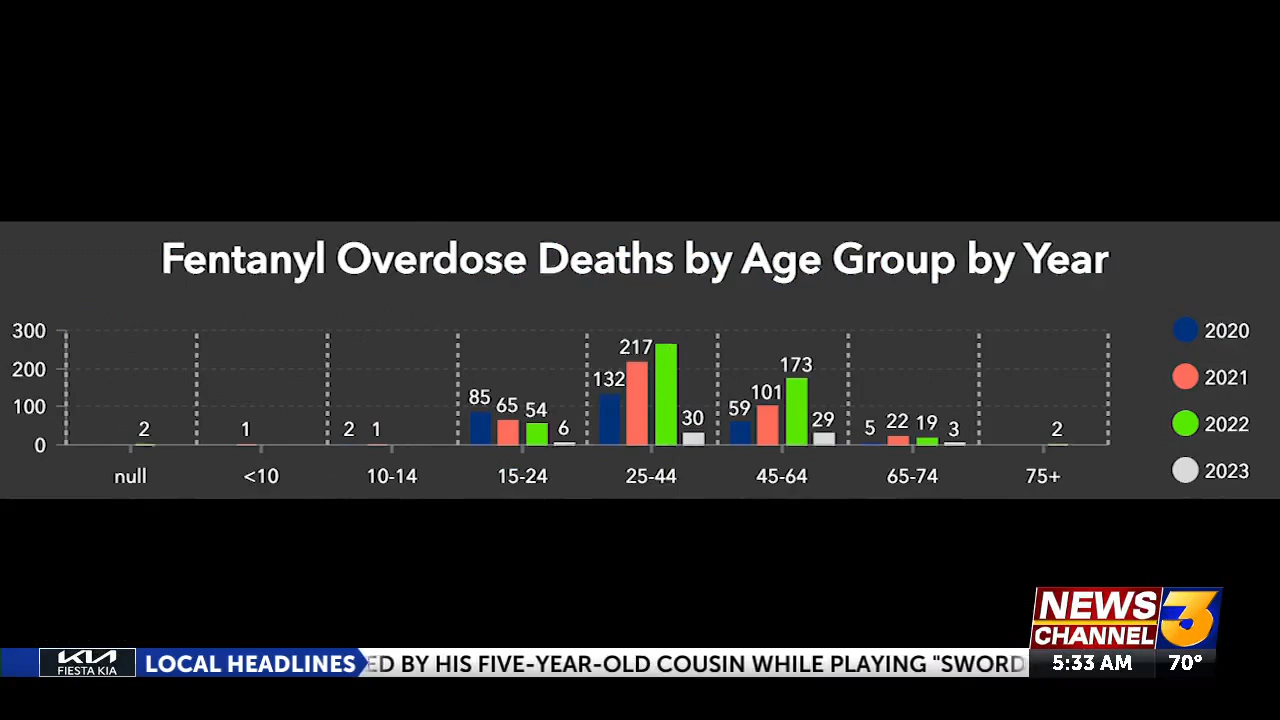 Fentanyl Overdose Deaths by Age Group by Year
300
200
100
0
2
1
2 1
85 65 54 6
132 217 30
59 101 173 29
5 22 19 3
2
null <10 10-14 15-24 25-44 45-64 65-74 75+
2020
2021
2022
2023
NEWS
CHANNEL 3
KIA
FIESTA KIA
LOCAL HEADLINES
ED BY HIS FIVE-YEAR-OLD COUSIN WHILE PLAYING "SWORD
5:33 AM 70°